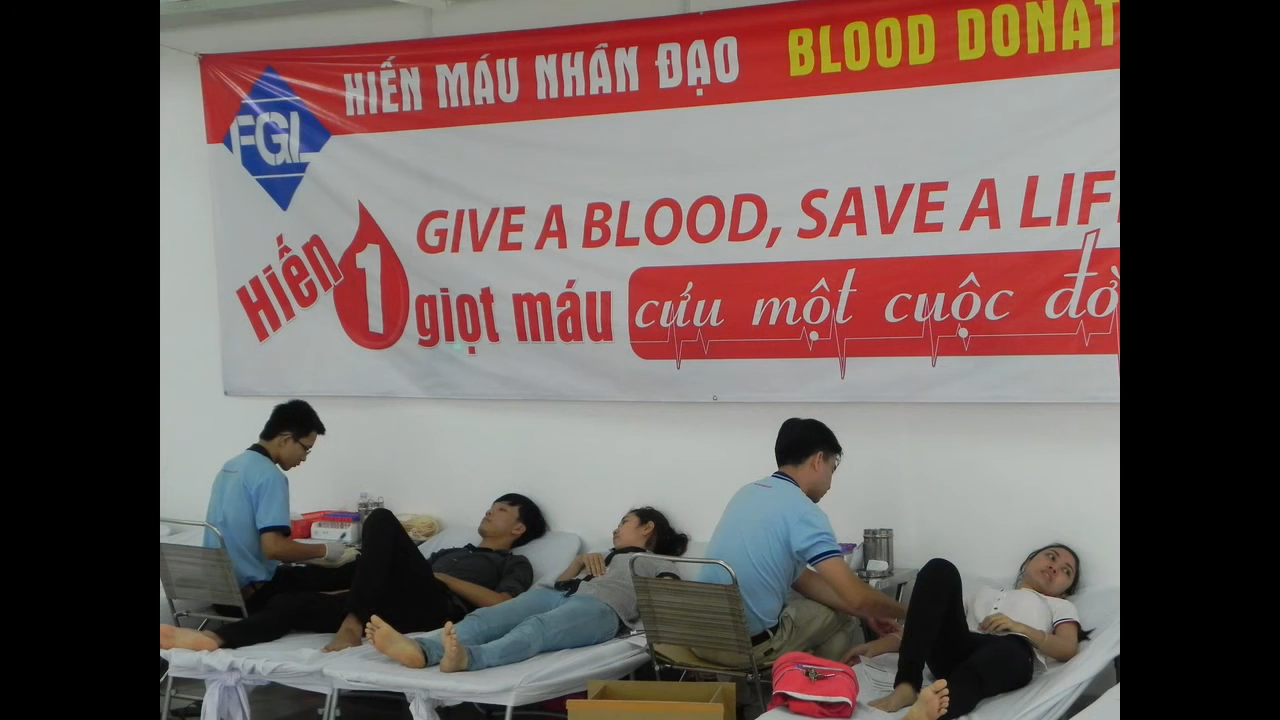 HIẾN MÁU NHÂN ĐẠO BLOOD DONAT
FGL
GIVE A BLOOD, SAVE A LIF
Hiến 1 giọt máu cứu một cuộc đờ